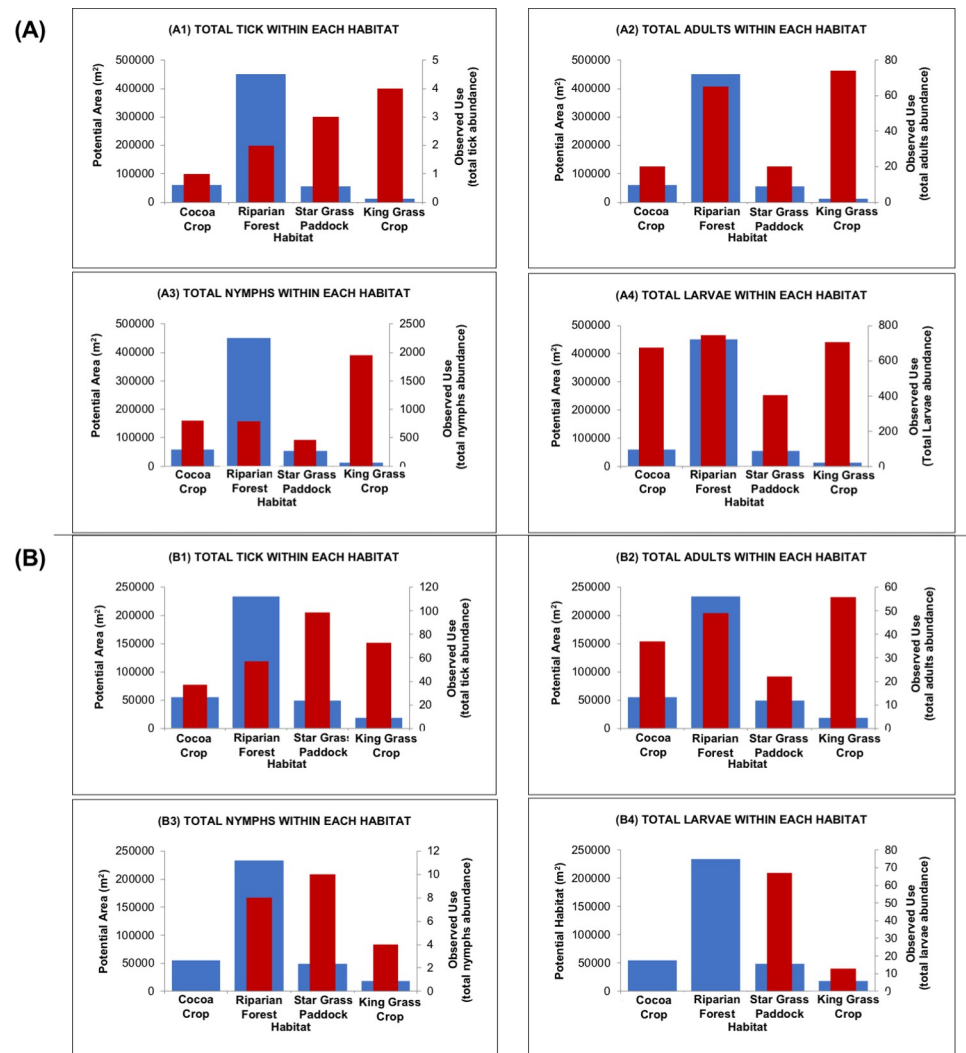 (A)
(A1) TOTAL TICK WITHIN EACH HABITAT
Potential Area (m²)
500000
400000
300000
200000
100000
0
5
4
3
2
1
0
Observed Use
(total tick abundance)
Cocoa Riparian Star Grass King Grass
Crop Forest Paddock Crop
Habitat
(A2) TOTAL ADULTS WITHIN EACH HABITAT
Potential Area (m²)
500000
400000
300000
200000
100000
0
80
60
40
20
0
Observed Use
(total adults abundance)
Cocoa Riparian Star Grass King Grass
Crop Forest Paddock Crop
Habitat
(A3) TOTAL NYMPHS WITHIN EACH HABITAT
Potential Area (m²)
500000
400000
300000
200000
100000
0
2500
2000
1500
1000
500
0
Observed Use
(total nymphs abundance)
Cocoa Riparian Star Grass King Grass
Crop Forest Paddock Crop
Habitat
(A4) TOTAL LARVAE WITHIN EACH HABITAT
Potential Area (m²)
500000
400000
300000
200000
100000
0
800
600
400
200
0
Observed Use
(Total Larvae abundance)
Cocoa Riparian Star Grass King Grass
Crop Forest Paddock Crop
Habitat
(B)
(B1) TOTAL TICK WITHIN EACH HABITAT
Potential Area (m²)
250000
200000
150000
100000
50000
0
120
100
80
60
40
20
0
Observed Use
(total tick abundance)
Cocoa Riparian Star Grass King Grass
Crop Forest Paddock Crop
Habitat
(B2) TOTAL ADULTS WITHIN EACH HABITAT
Potential Area (m²)
250000
200000
150000
100000
50000
0
60
50
40
30
20
10
0
Observed Use
(total adults abundance)
Cocoa Riparian Star Grass King Grass
Crop Forest Paddock Crop
Habitat
(B3) TOTAL NYMPHS WITHIN EACH HABITAT
Potential Area (m²)
250000
200000
150000
100000
50000
0
12
10
8
6
4
2
0
Observed Use
(total nymphs abundance)
Cocoa Riparian Star Grass King Grass
Crop Forest Paddock Crop
Habitat
(B4) TOTAL LARVAE WITHIN EACH HABITAT
Potential Habitat (m²)
250000
200000
150000
100000
50000
0
80
70
60
50
40
30
20
10
0
Observed Use
(total larvae abundance)
Cocoa Riparian Star Grass King Grass
Crop Forest Paddock Crop
Habitat